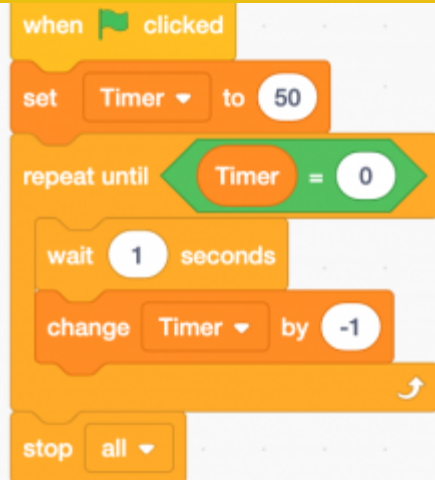 when clicked
set Timer to 50
repeat until Timer = 0
wait 1 seconds
change Timer by -1
stop all